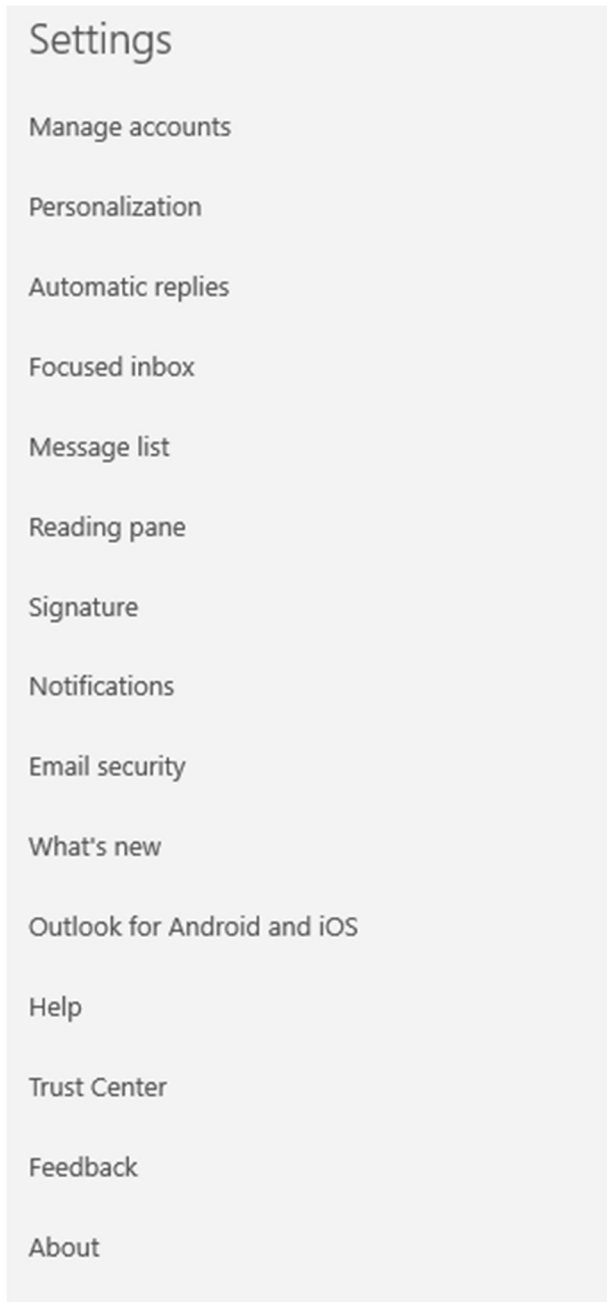 Settings
Manage accounts
Personalization
Automatic replies
Focused inbox
Message list
Reading pane
Signature
Notifications
Email security
What's new
Outlook for Android and iOS
Help
Trust Center
Feedback
About